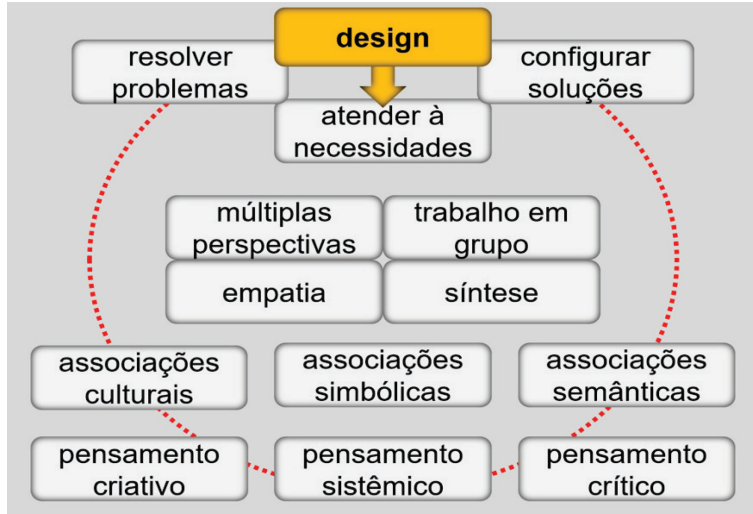 design
resolver
problemas
configurar
soluções
atender à
necessidades
múltiplas
perspectivas
trabalho em
grupo
empatia
síntese
associações
culturais
associações
simbólicas
associações
semânticas
pensamento
criativo
pensamento
sistêmico
pensamento
crítico